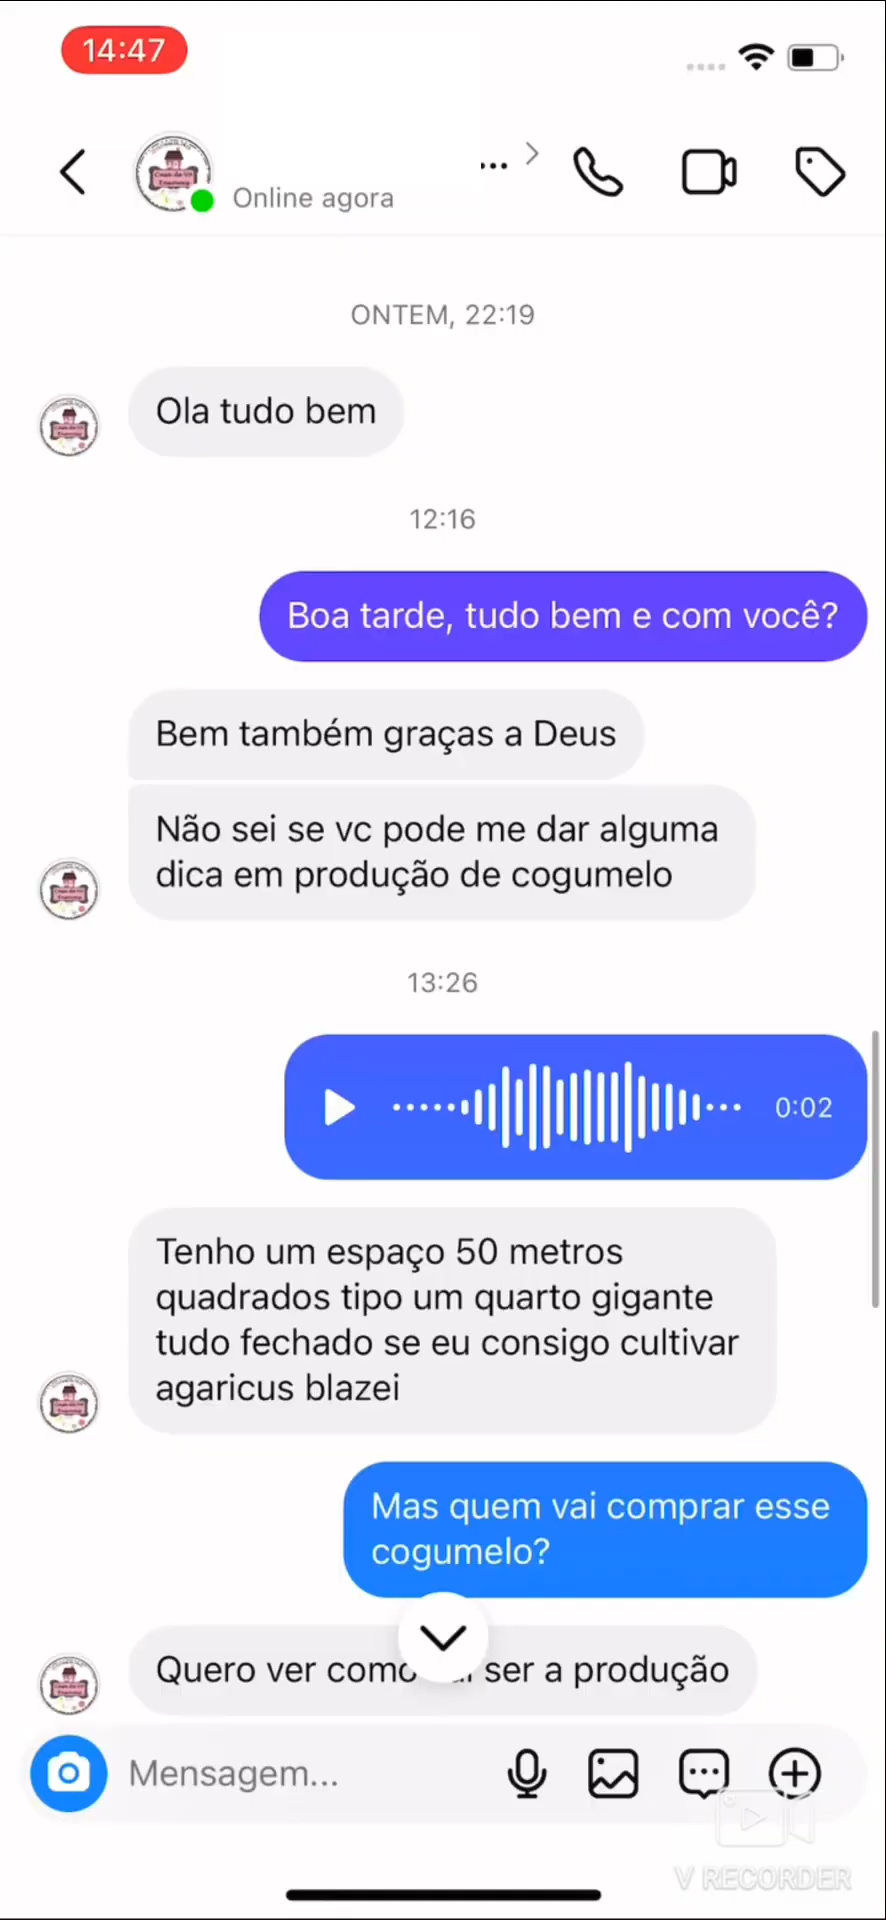 14:47
...
Online agora
ONTEM, 22:19
Ola tudo bem
12:16
Boa tarde, tudo bem e com você?
Bem também graças a Deus
Não sei se vc pode me dar alguma
dica em produção de cogumelo
13:26
0:02
Tenho um espaço 50 metros
quadrados tipo um quarto gigante
tudo fechado se eu consigo cultivar
agaricus blazei
Mas quem vai comprar esse
cogumelo?
Quero ver como ser a produção
Mensagem...
V RECORDER